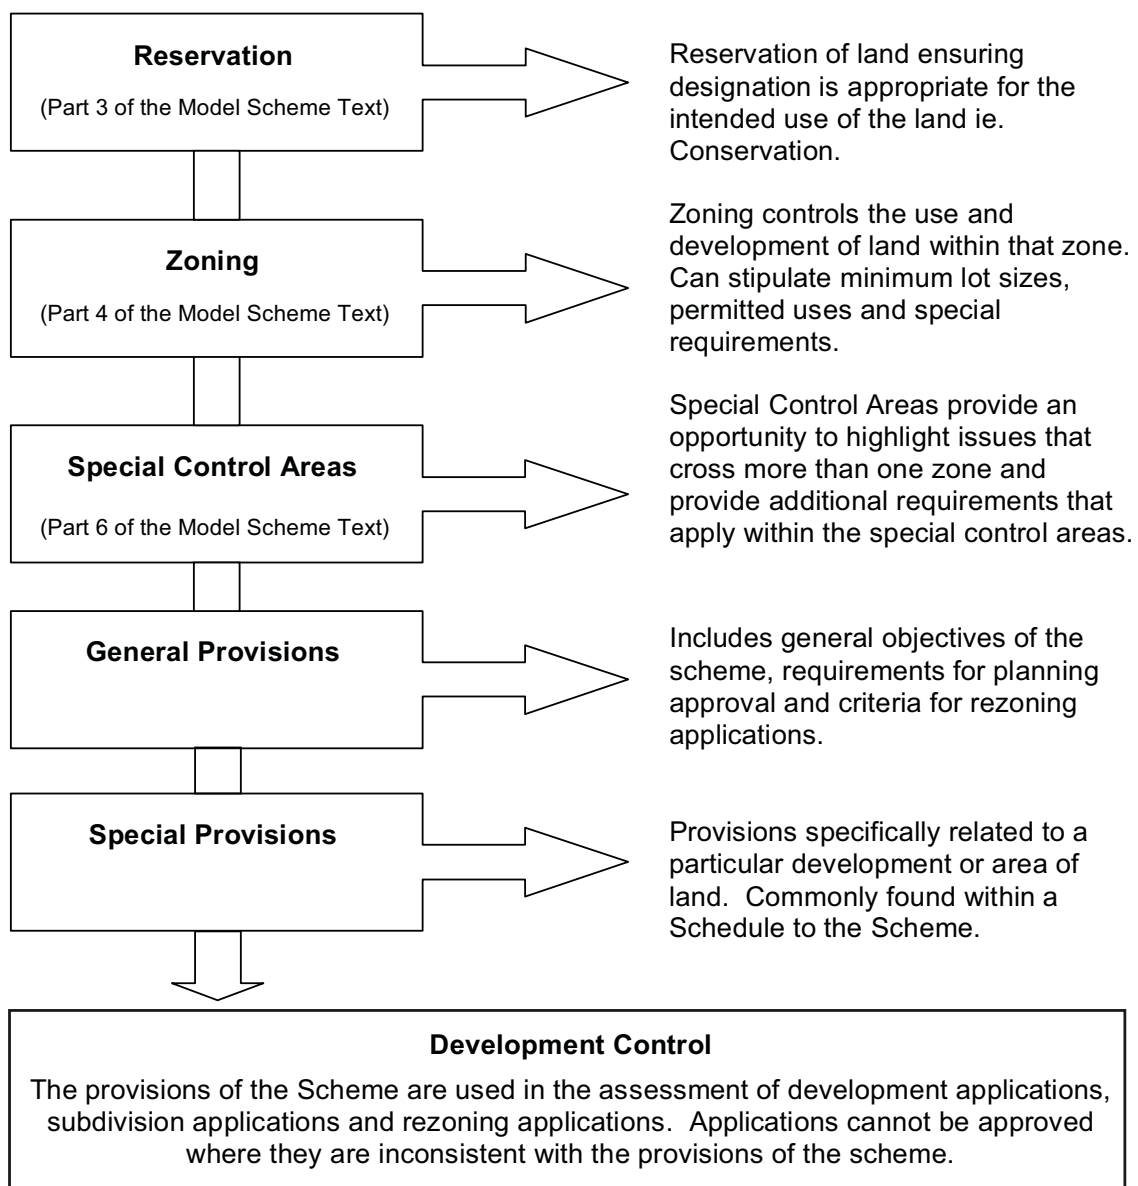 Reservation
(Part 3 of the Model Scheme Text)
Reservation of land ensuring
designation is appropriate for the
intended use of the land ie.
Conservation.
Zoning
(Part 4 of the Model Scheme Text)
Zoning controls the use and
development of land within that zone.
Can stipulate minimum lot sizes,
permitted uses and special
requirements.
Special Control Areas
(Part 6 of the Model Scheme Text)
Special Control Areas provide an
opportunity to highlight issues that
cross more than one zone and
provide additional requirements that
apply within the special control areas.
General Provisions
Includes general objectives of the
scheme, requirements for planning
approval and criteria for rezoning
applications.
Special Provisions
Provisions specifically related to a
particular development or area of
land.  Commonly found within a
Schedule to the Scheme.
Development Control
The provisions of the Scheme are used in the assessment of development applications,
subdivision applications and rezoning applications.  Applications cannot be approved
where they are inconsistent with the provisions of the scheme.